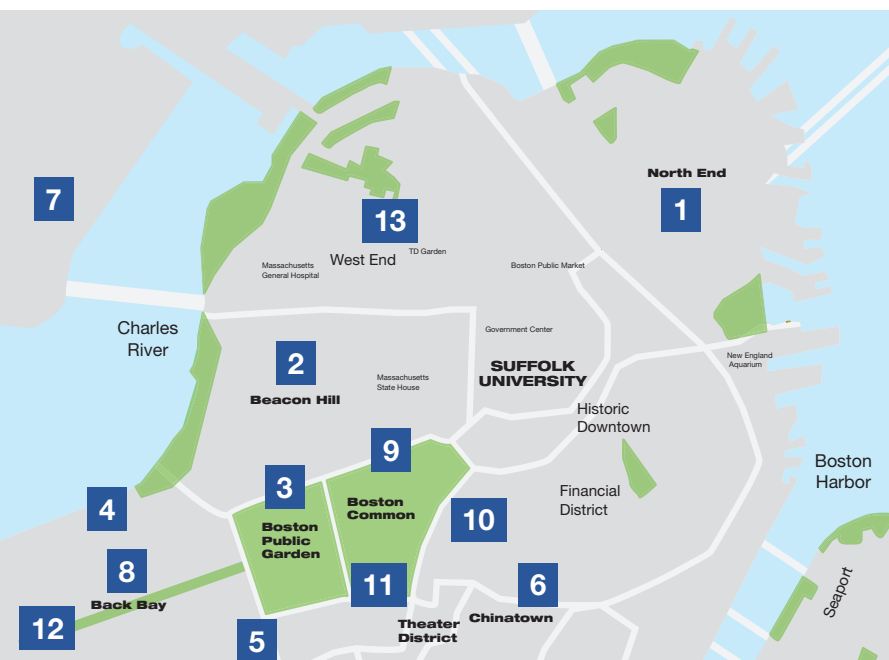 North End
1
7
13
TD Garden
West End
Massachusetts
General Hospital
Boston Public Market
Charles
River
Government Center
New England
Aquarium
2
Beacon Hill
Massachusetts
State House
SUFFOLK
UNIVERSITY
Historic
Downtown
9
3
Boston
Common
Boston
Public
Garden
4
10
Financial
District
Boston
Harbor
8
Back Bay
11
6
Chinatown
Theater
District
Seaport
12
5